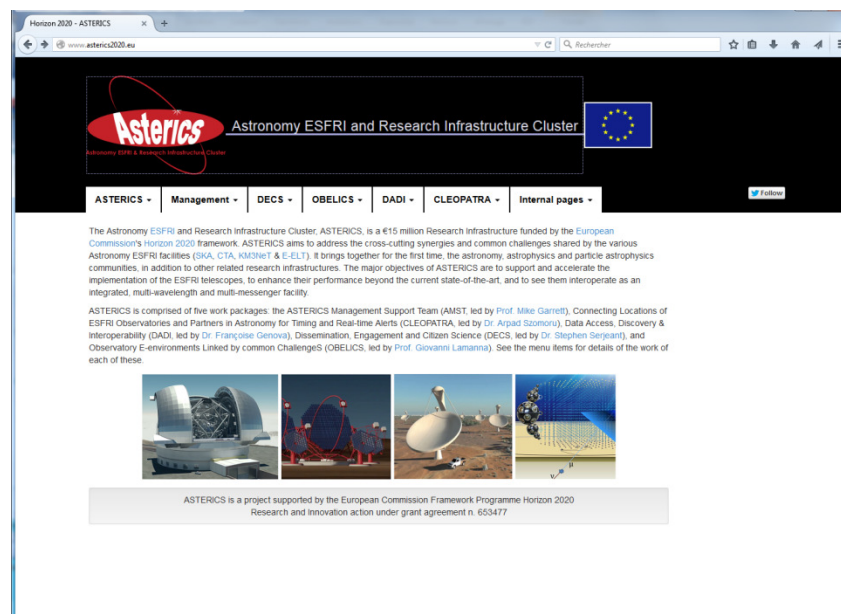 Horizon 2020 - ASTERICS
www.asterics2020.eu
Rechercher
Asterics
Astronomy ESFRI & Research Infrastructure Cluster
Astronomy ESFRI and Research Infrastructure Cluster
ASTERICS Management DECS OBELICS DADI CLEOPATRA Internal pages
Follow
The Astronomy ESFRI and Research Infrastructure Cluster, ASTERICS, is a €15 million Research Infrastructure funded by the European
Commission's Horizon 2020 framework. ASTERICS aims to address the cross-cutting synergies and common challenges shared by the various
Astronomy ESFRI facilities (SKA, CTA, KM3NeT & E-ELT). It brings together for the first time, the astronomy, astrophysics and particle astrophysics
communities, in addition to other related research infrastructures. The major objectives of ASTERICS are to support and accelerate the
implementation of the ESFRI telescopes, to enhance their performance beyond the current state-of-the-art, and to see them interoperate as an
integrated, multi-wavelength and multi-messenger facility.
ASTERICS is comprised of five work packages: the ASTERICS Management Support Team (AMST, led by Prof. Mike Garrett), Connecting Locations of
ESFRI Observatories and Partners in Astronomy for Timing and Real-time Alerts (CLEOPATRA, led by Dr. Arpad Szomoru), Data Access, Discovery &
Interoperability (DADI, led by Dr. Françoise Genova), Dissemination, Engagement and Citizen Science (DECS, led by Dr. Stephen Serjeant), and
Observatory E-environments Linked by common ChallengeS (OBELICS, led by Prof. Giovanni Lamanna). See the menu items for details of the work of
each of these.
ν μ
ASTERICS is a project supported by the European Commission Framework Programme Horizon 2020
Research and Innovation action under grant agreement n. 653477